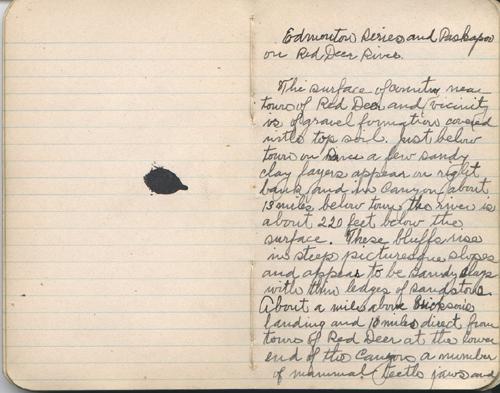 Edmonton Series and Paskapoo
on Red Deer River.
The surface of country near
town of Red Deer and vicinity
is of gravel formation covered
with top soil. Just below
town on River a few sandy
clay layers appear on right
bank and in Canyon about
13 miles below town the river is
about 220 feet below the
surface. These bluffs rise
in steep picturesque slopes
and appear to be sandy clays
with thin ledges of sandstone.
About a mile above Erickson's
landing and 10 miles direct from
town of Red Deer at the lower
end of the Canyon a number
of mammal (teeth jaws and